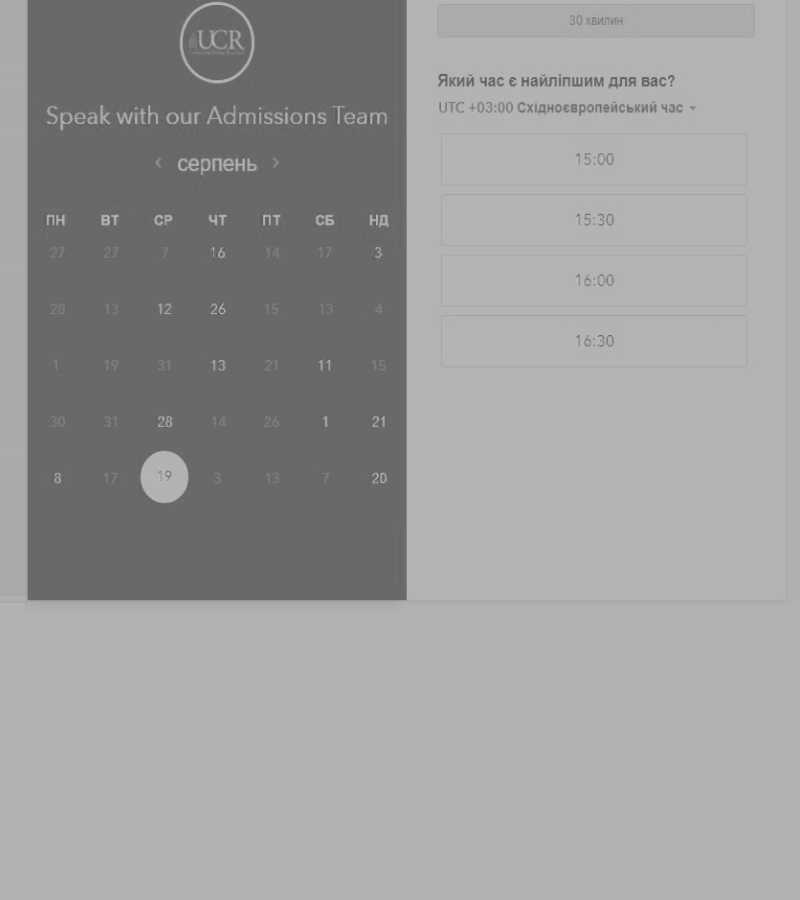 UCR
Speak with our Admissions Team
серпень
ПН ВТ СР ЧТ ПТ СБ НД
27 27 7 16 14 17 3
28 13 12 26 15 13 4
1 19 31 13 21 11 15
30 31 28 14 26 1 21
8 17 19 3 13 7 20
30 хвилин
Який час є найліпшим для вас?
UTC +03:00 Східноєвропейський час
15:00
15:30
16:00
16:30